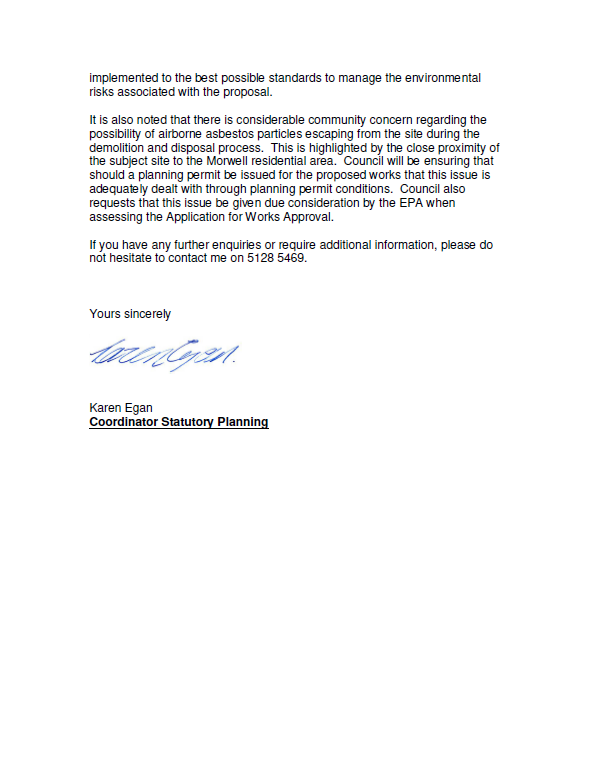 implemented to the best possible standards to manage the environmental
risks associated with the proposal.
It is also noted that there is considerable community concern regarding the
possibility of airborne asbestos particles escaping from the site during the
demolition and disposal process.  This is highlighted by the close proximity of
the subject site to the Morwell residential area.  Council will be ensuring that
should a planning permit be issued for the proposed works that this issue is
adequately dealt with through planning permit conditions.  Council also
requests that this issue be given due consideration by the EPA when
assessing the Application for Works Approval.
If you have any further enquiries or require additional information, please do
not hesitate to contact me on 5128 5469.
Yours sincerely
Karen Egan.
Karen Egan
Coordinator Statutory Planning